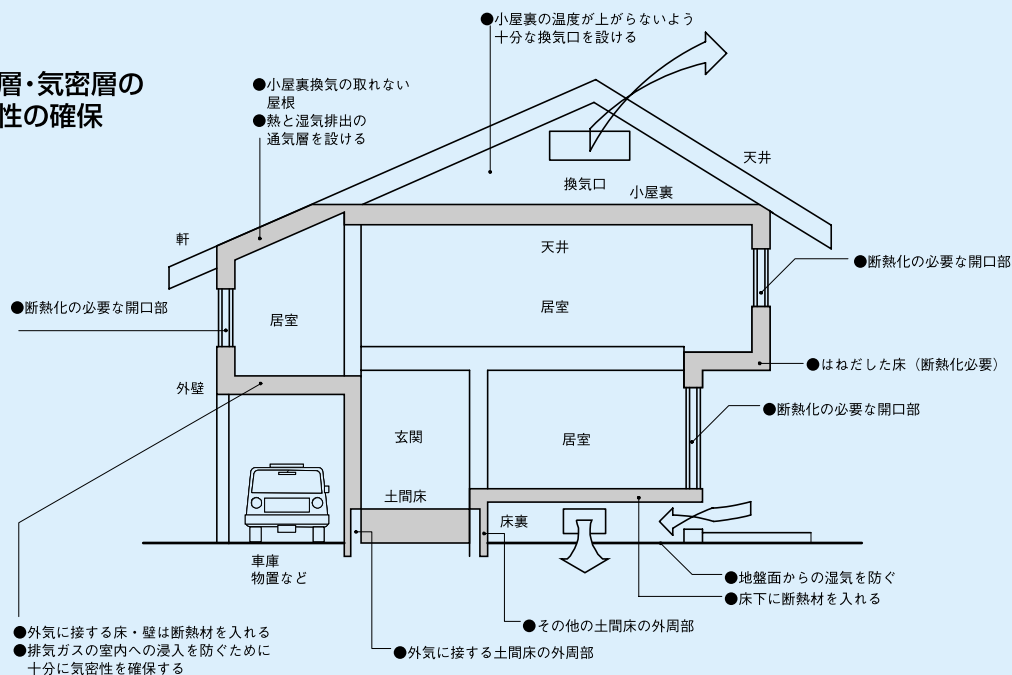 層・気密層の
性の確保
●小屋裏の温度が上がらないよう
十分な換気口を設ける
●小屋裏換気の取れない
屋根
●熱と湿気排出の
通気層を設ける
天井
換気口
小屋裏
軒
天井
●断熱化の必要な開口部
●断熱化の必要な開口部
居室
居室
●はねだした床（断熱化必要）
外壁
●断熱化の必要な開口部
玄関
居室
土間床
床裏
車庫
物置など
●地盤面からの湿気を防ぐ
●床下に断熱材を入れる
●その他の土間床の外周部
●外気に接する床・壁は断熱材を入れる
●排気ガスの室内への浸入を防ぐために
十分に気密性を確保する
●外気に接する土間床の外周部